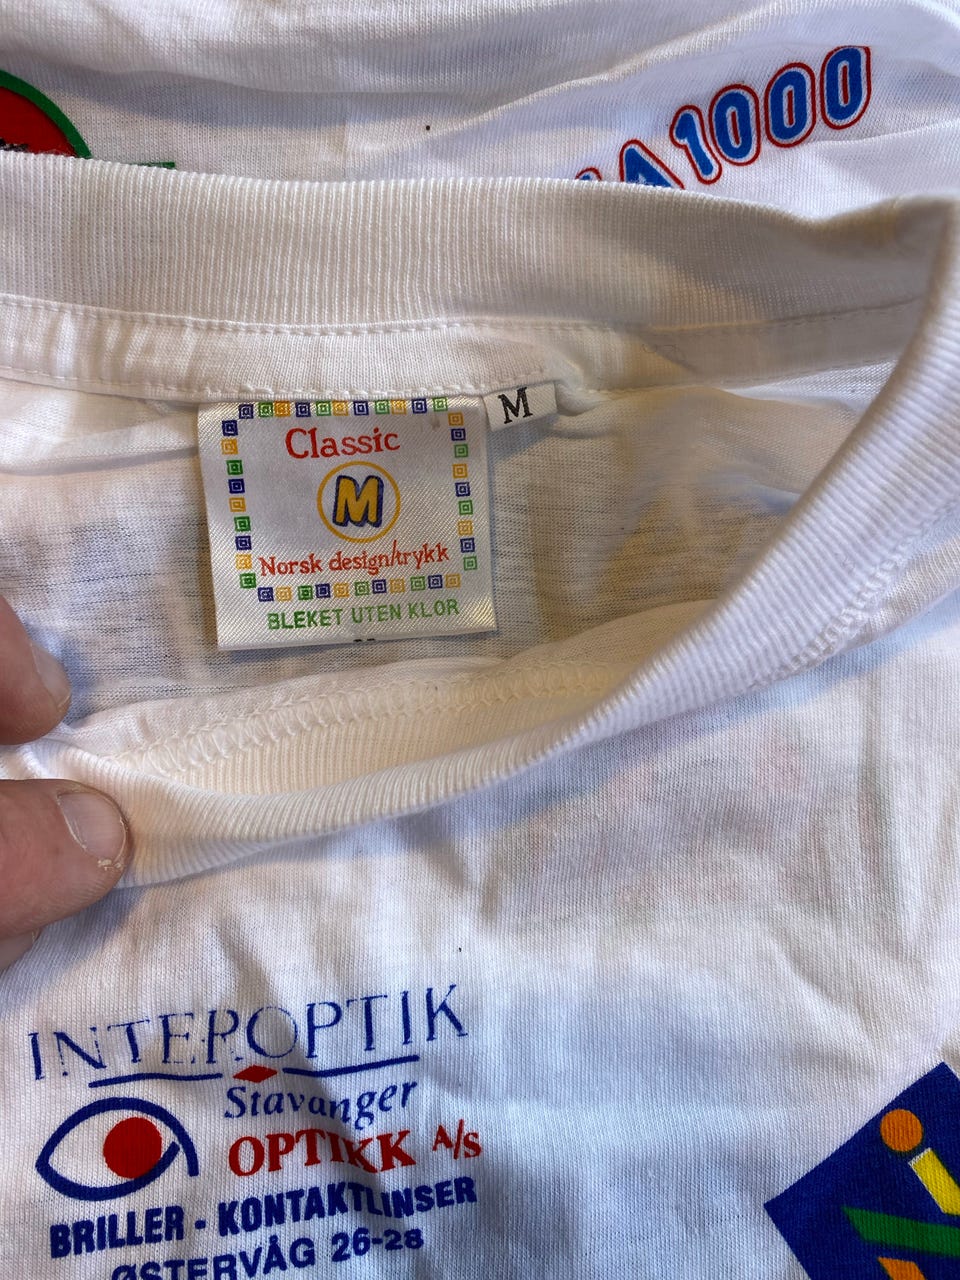 1000
M
Classic
M
Norsk design/trykk
BLEKET UTEN KLOR
INTEROPTIK
Stavanger
OPTIKK A/s
BRILLER - KONTAKTLINSER
ØSTERVÅG 26-28